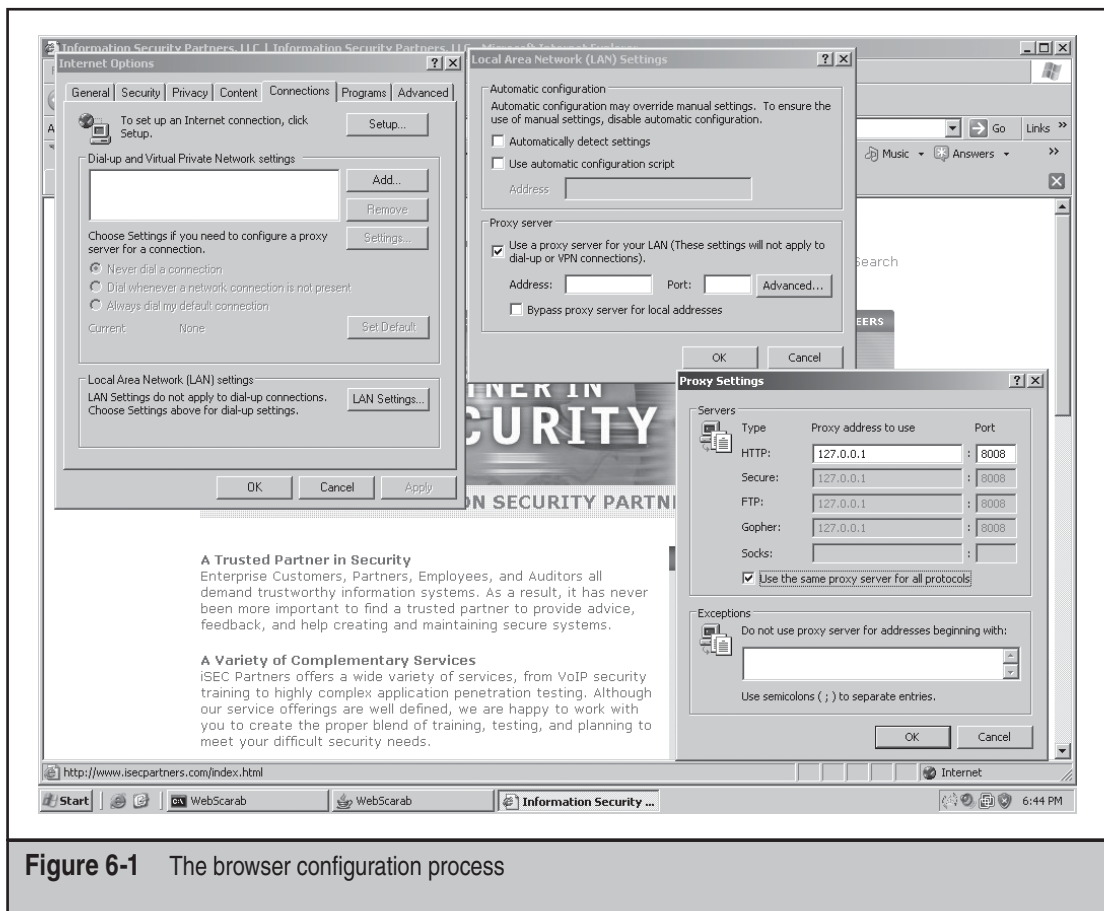 Information Security Partners, LLC | Information Security Partners, LLC - Microsoft Internet Explorer
Internet Options
General Security Privacy Content Connections Programs Advanced
To set up an Internet connection, click
Setup.
Setup...
Dial-up and Virtual Private Network settings
Add...
Remove
Choose Settings if you need to configure a proxy
server for a connection.
Settings...
Never dial a connection
Dial whenever a network connection is not present
Always dial my default connection
Current: None
Set Default
Local Area Network (LAN) settings
LAN Settings do not apply to dial-up connections.
Choose Settings above for dial-up settings.
LAN Settings...
OK Cancel Apply
Local Area Network (LAN) Settings
Automatic configuration
Automatic configuration may override manual settings. To ensure the
use of manual settings, disable automatic configuration.
Automatically detect settings
Use automatic configuration script
Address
Proxy server
Use a proxy server for your LAN (These settings will not apply to
dial-up or VPN connections).
Address: Port: Advanced...
Bypass proxy server for local addresses
OK Cancel
Go Links »
Music Answers »
Search
EERS
NER IN
CURITY
ON SECURITY PARTN
Proxy Settings
Servers
Type Proxy address to use Port
HTTP: 127.0.0.1 : 8008
Secure: 127.0.0.1 : 8008
FTP: 127.0.0.1 : 8008
Gopher: 127.0.0.1 : 8008
Socks: :
Use the same proxy server for all protocols
Exceptions
Do not use proxy server for addresses beginning with:
Use semicolons ( ; ) to separate entries.
OK Cancel
A Trusted Partner in Security
Enterprise Customers, Partners, Employees, and Auditors all
demand trustworthy information systems. As a result, it has never
been more important to find a trusted partner to provide advice,
feedback, and help creating and maintaining secure systems.
A Variety of Complementary Services
iSEC Partners offers a wide variety of services, from VoIP security
training to highly complex application penetration testing. Although
our service offerings are well defined, we are happy to work with
you to create the proper blend of training, testing, and planning to
meet your difficult security needs.
http://www.isecpartners.com/index.html
Internet
Start WebScarab WebScarab Information Security ... 6:44 PM
Figure 6-1 The browser configuration process